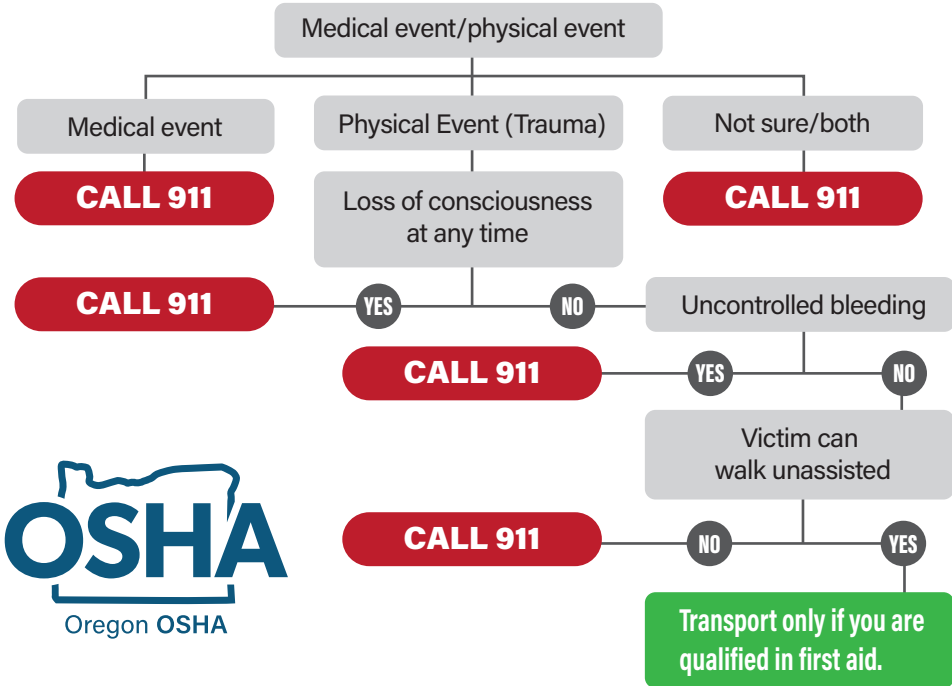 Medical event/physical event
Medical event
Physical Event (Trauma)
Not sure/both
CALL 911
CALL 911
Loss of consciousness
at any time
CALL 911
YES
NO
Uncontrolled bleeding
CALL 911
YES
NO
Victim can
walk unassisted
CALL 911
NO
YES
Transport only if you are
qualified in first aid.
OSHA
Oregon OSHA